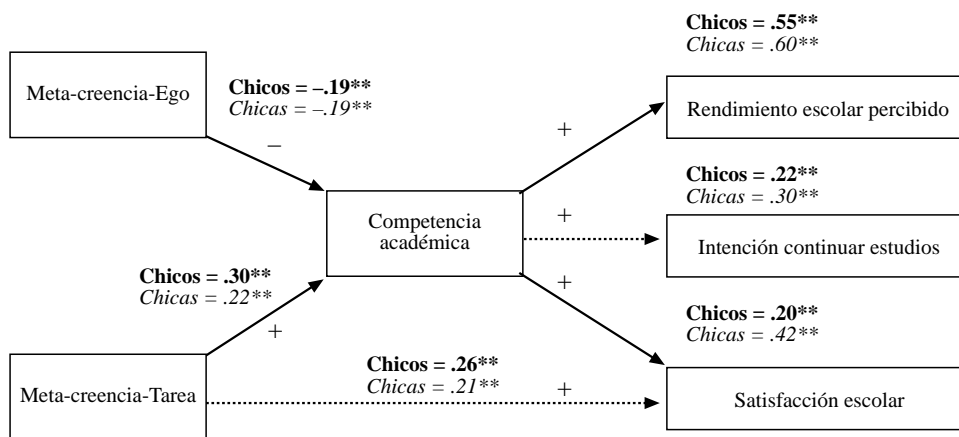 Chicos = .55**
Chicas = .60**
Meta-creencia-Ego
Chicos = –.19**
Chicas = –.19**
Rendimiento escolar percibido
+
–
Chicos = .22**
Chicas = .30**
Competencia
académica
+
Intención continuar estudios
Chicos = .30**
Chicas = .22**
+
+
Chicos = .20**
Chicas = .42**
Chicos = .26**
Chicas = .21**
Meta-creencia-Tarea
+
Satisfacción escolar